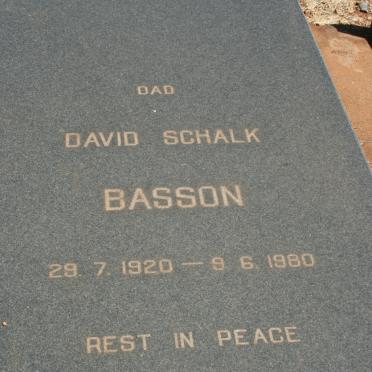 DAD
DAVID SCHALK
BASSON
29. 7. 1920 — 9. 6. 1980
REST IN PEACE